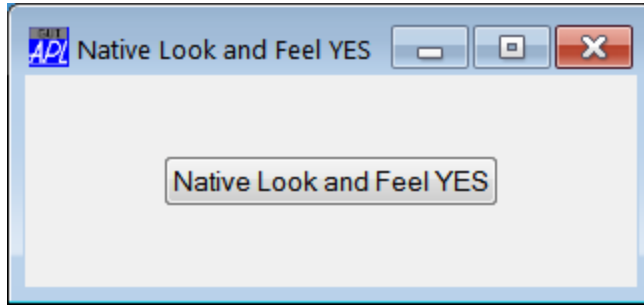 APL Native Look and Feel YES
Native Look and Feel YES